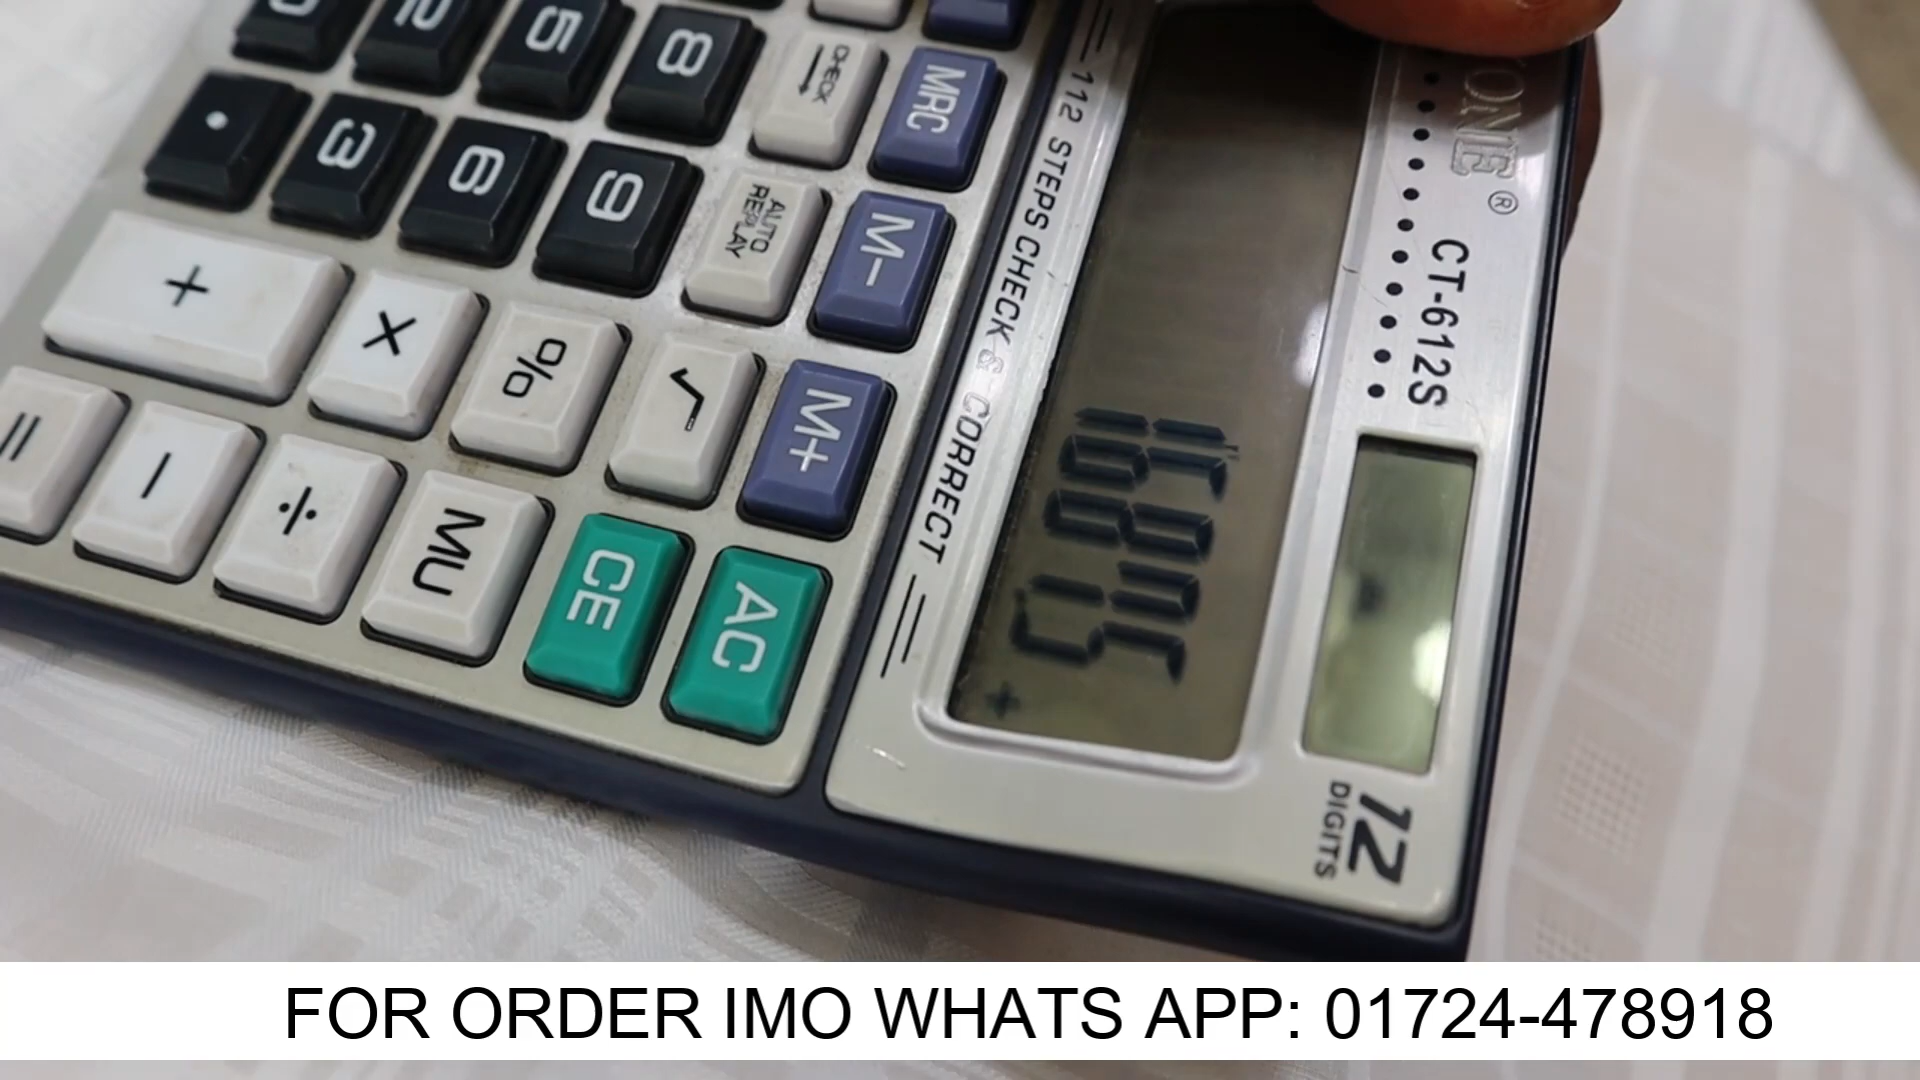 ONE®
CT-612S
12
DIGITS
112 STEPS CHECK & CORRECT
MRC
M-
M+
CHECK
→
AUTO
REPLAY
√
AC
8
9
%
CE
5
6
×
MU
2
3
+
÷
.
-
=
FOR ORDER IMO WHATS APP: 01724-478918